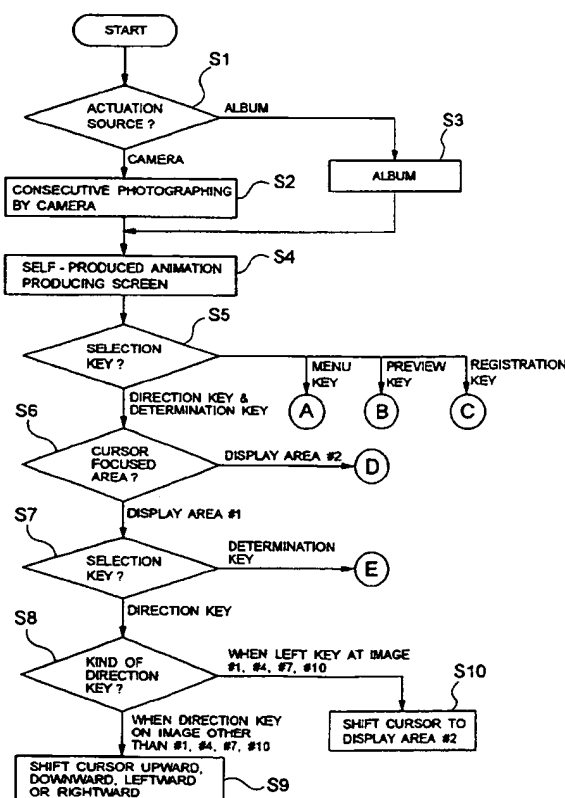 START
S1
ACTUATION
SOURCE ?
ALBUM
S3
CAMERA
ALBUM
CONSECUTIVE PHOTOGRAPHING
BY CAMERA
S2
SELF - PRODUCED ANIMATION
PRODUCING SCREEN
S4
S5
SELECTION
KEY ?
MENU
KEY
PREVIEW
KEY
REGISTRATION
KEY
DIRECTION KEY &
DETERMINATION KEY
A
B
C
S6
CURSOR
FOCUSED
AREA ?
DISPLAY AREA #2
D
DISPLAY AREA #1
S7
SELECTION
KEY ?
DETERMINATION
KEY
E
DIRECTION KEY
S8
KIND OF
DIRECTION
KEY ?
WHEN LEFT KEY AT IMAGE
#1, #4, #7, #10
S10
WHEN DIRECTION KEY
ON IMAGE OTHER
THAN #1, #4, #7, #10
SHIFT CURSOR TO
DISPLAY AREA #2
SHIFT CURSOR UPWARD,
DOWNWARD, LEFTWARD
OR RIGHTWARD
S9